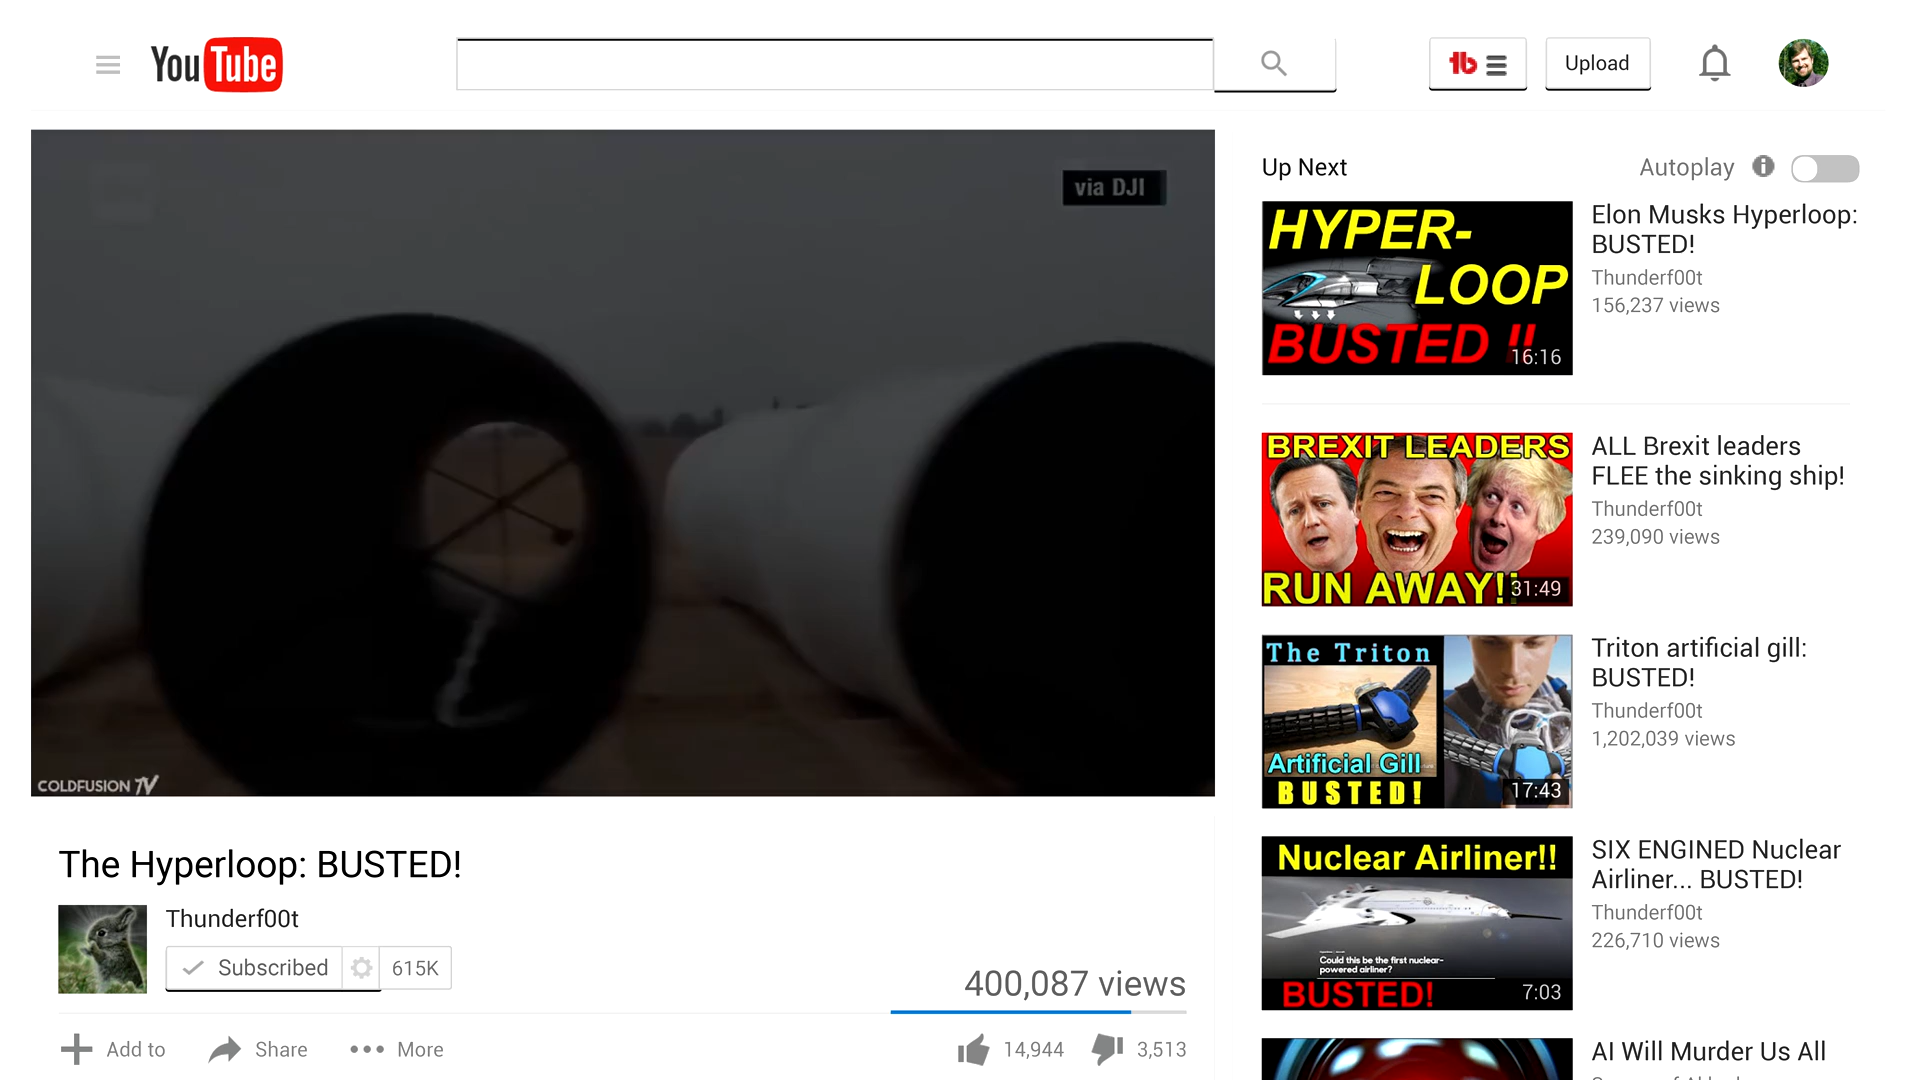 YouTube
Upload
via DJI
COLDFUSION TV
The Hyperloop: BUSTED!
Thunderf00t
Subscribed
615K
400,087 views
Add to
Share
More
14,944
3,513
Up Next
Autoplay
HYPER-
LOOP
BUSTED !!
16:16
Elon Musks Hyperloop:
BUSTED!
Thunderf00t
156,237 views
BREXIT LEADERS
RUN AWAY!!
31:49
ALL Brexit leaders
FLEE the sinking ship!
Thunderf00t
239,090 views
The Triton
Artificial Gill
BUSTED!
17:43
Triton artificial gill:
BUSTED!
Thunderf00t
1,202,039 views
Nuclear Airliner!!
Could this be the first nuclear-
powered airliner?
BUSTED!
7:03
SIX ENGINED Nuclear
Airliner... BUSTED!
Thunderf00t
226,710 views
AI Will Murder Us All